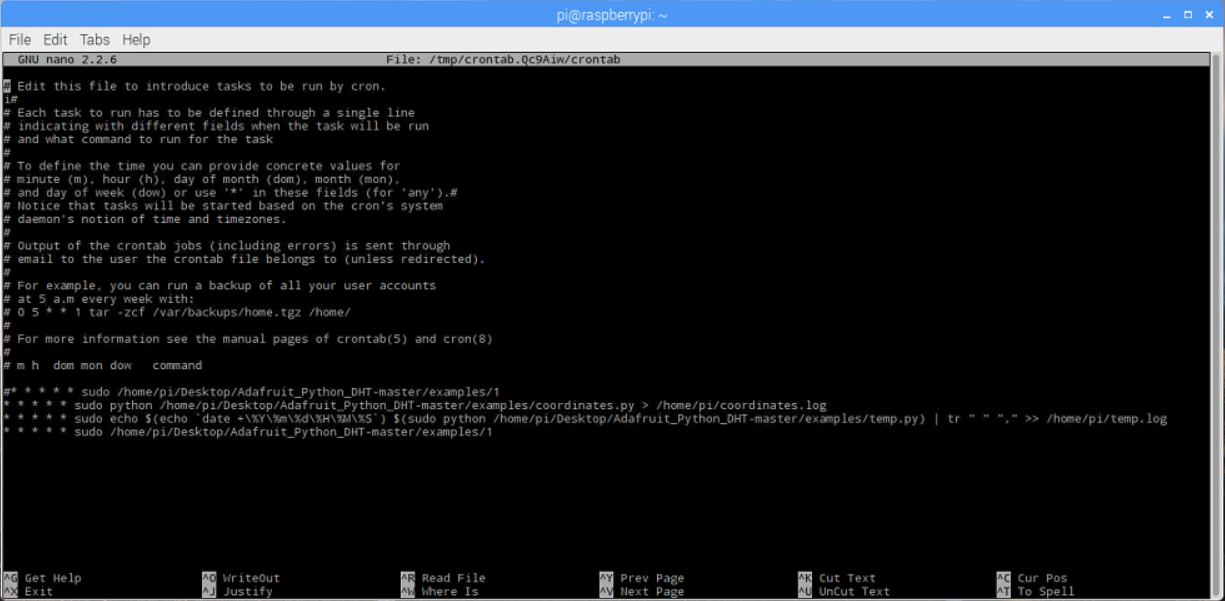 pi@raspberrypi: ~
File Edit Tabs Help
GNU nano 2.2.6 File: /tmp/crontab.Qc9Aiw/crontab
# Edit this file to introduce tasks to be run by cron.
i#
# Each task to run has to be defined through a single line
# indicating with different fields when the task will be run
# and what command to run for the task
#
# To define the time you can provide concrete values for
# minute (m), hour (h), day of month (dom), month (mon),
# and day of week (dow) or use '*' in these fields (for 'any').#
# Notice that tasks will be started based on the cron's system
# daemon's notion of time and timezones.
#
# Output of the crontab jobs (including errors) is sent through
# email to the user the crontab file belongs to (unless redirected).
#
# For example, you can run a backup of all your user accounts
# at 5 a.m every week with:
# 0 5 * * 1 tar -zcf /var/backups/home.tgz /home/
#
# For more information see the manual pages of crontab(5) and cron(8)
#
# m h  dom mon dow   command
#* * * * * sudo /home/pi/Desktop/Adafruit_Python_DHT-master/examples/1
* * * * * sudo python /home/pi/Desktop/Adafruit_Python_DHT-master/examples/coordinates.py > /home/pi/coordinates.log
* * * * * sudo echo $(echo `date +\%Y\%m\%d\%H\%M\%S`) $(sudo python /home/pi/Desktop/Adafruit_Python_DHT-master/examples/temp.py) | tr " " "," >> /home/pi/temp.log
* * * * * sudo /home/pi/Desktop/Adafruit_Python_DHT-master/examples/1
^G Get Help ^O WriteOut ^R Read File ^Y Prev Page ^K Cut Text ^C Cur Pos
^X Exit ^J Justify ^W Where Is ^V Next Page ^U UnCut Text ^T To Spell